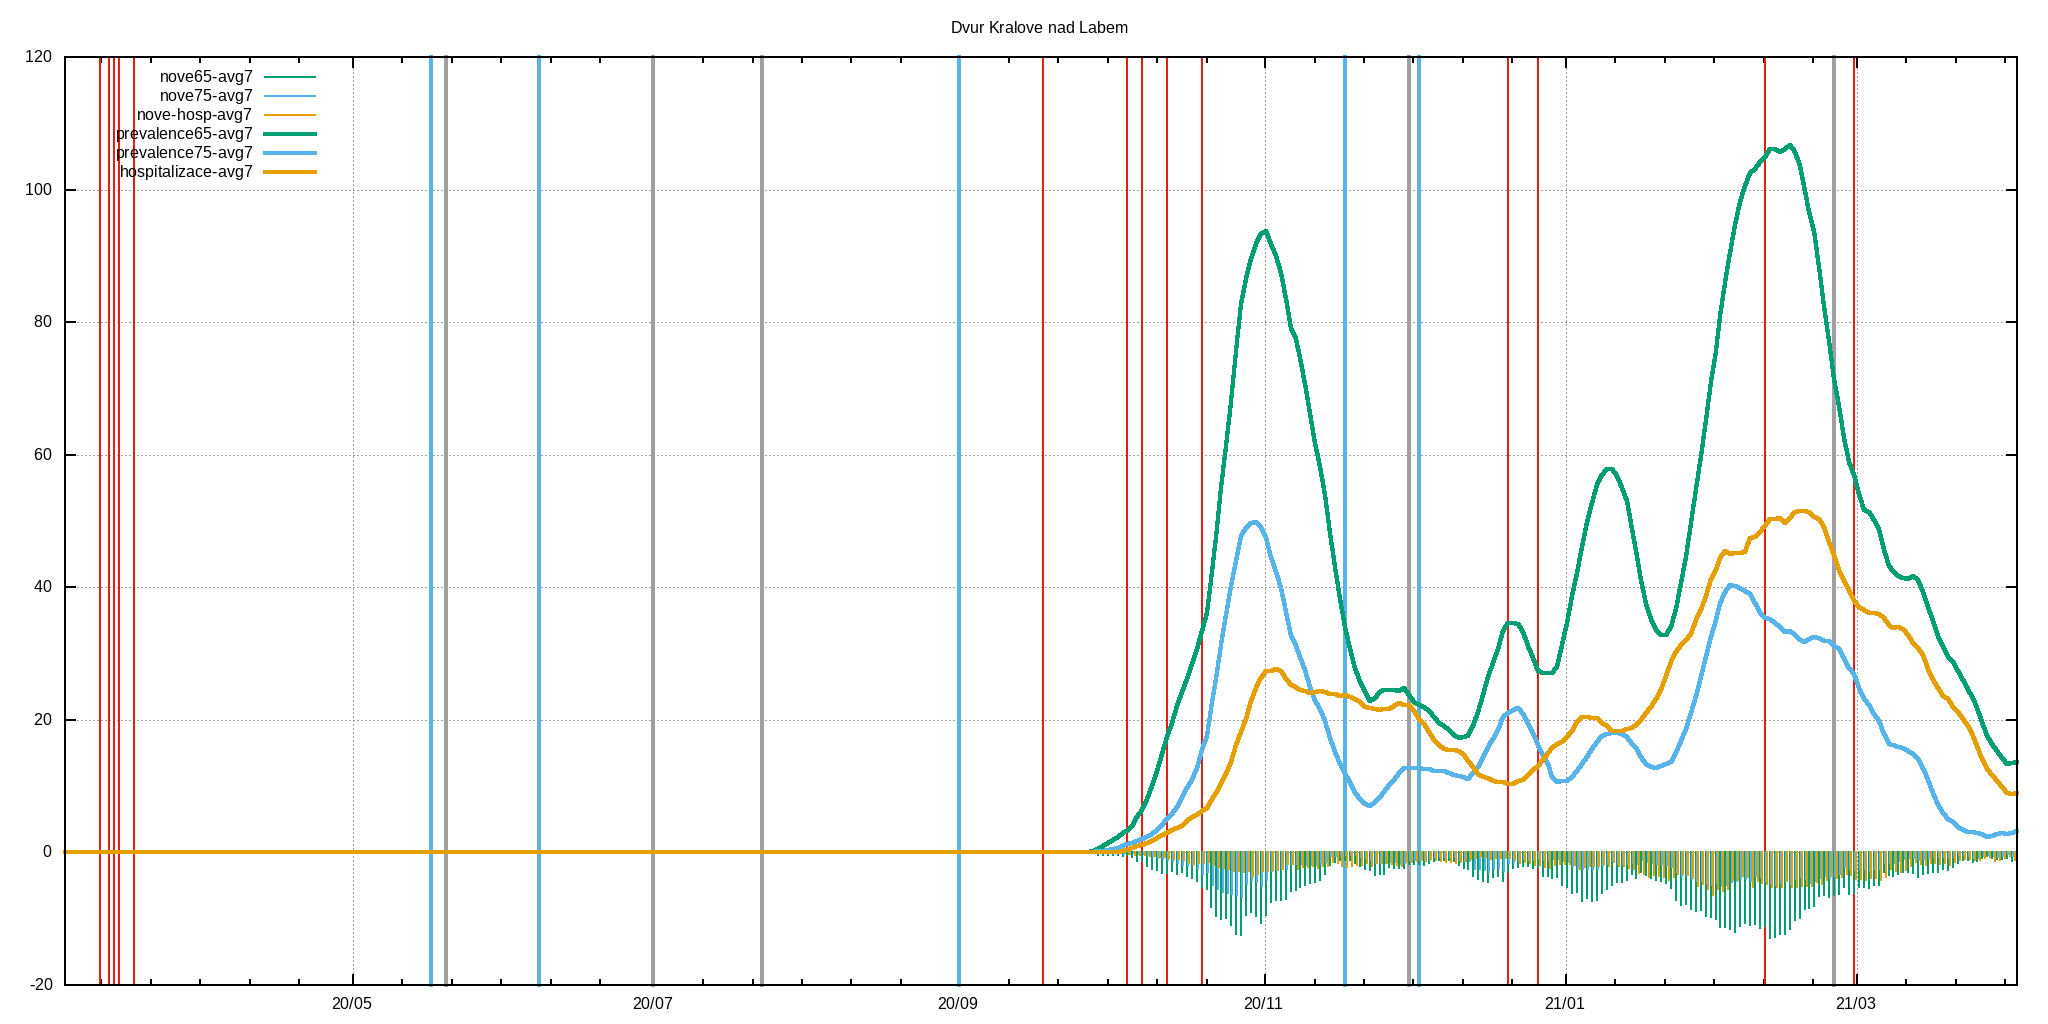 Dvur Kralove nad Labem
120
100
80
60
40
20
0
-20
nove65-avg7
nove75-avg7
nove-hosp-avg7
prevalence65-avg7
prevalence75-avg7
hospitalizace-avg7
20/05
20/07
20/09
20/11
21/01
21/03